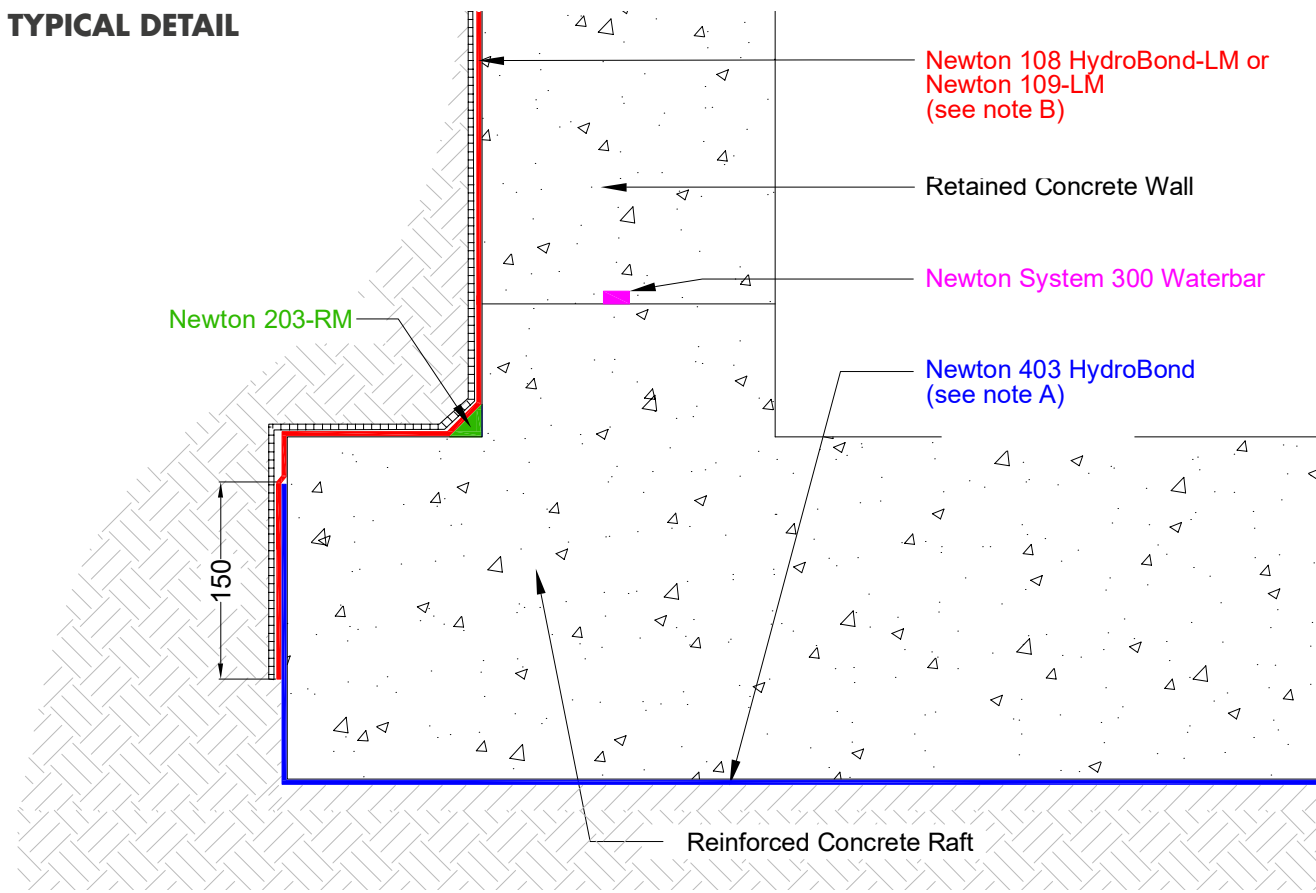 TYPICAL DETAIL
Newton 108 HydroBond-LM or
Newton 109-LM
(see note B)
Retained Concrete Wall
Newton System 300 Waterbar
Newton 203-RM
Newton 403 HydroBond
(see note A)
150
Reinforced Concrete Raft